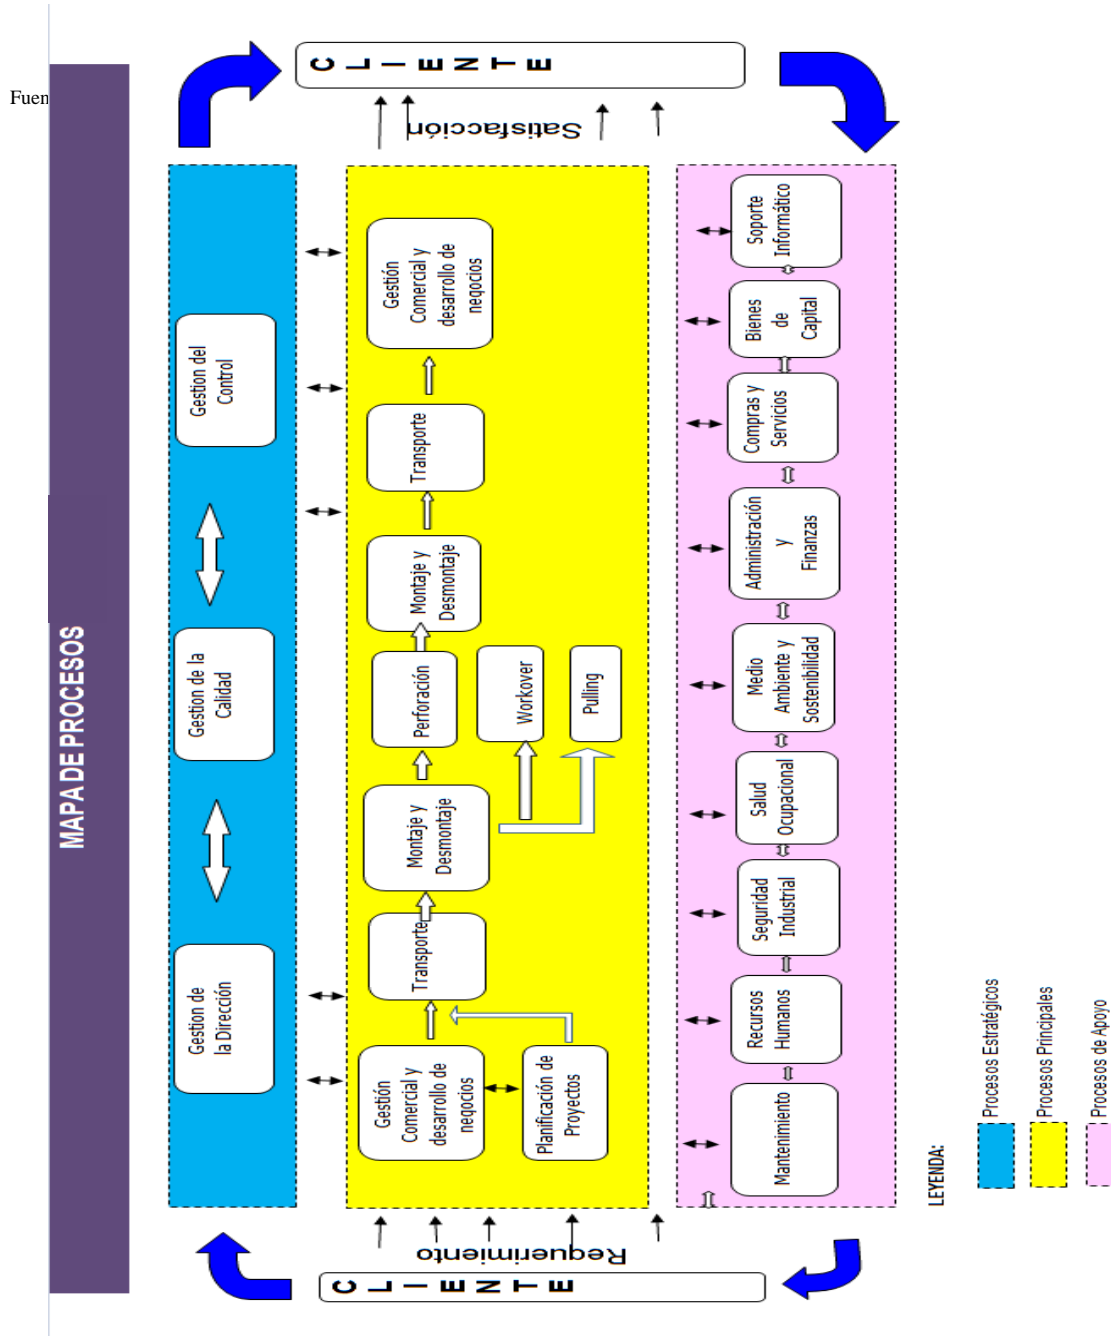 Fuen
MAPA DE PROCESOS
C L I E N T E
Requerimiento
Gestion de
la Dirección
Gestion de la
Calidad
Gestion del
Control
Gestión
Comercial y
desarrollo de
negocios
Planificación de
Proyectos
Transporte
Montaje y
Desmontaje
Perforación
Workover
Pulling
Montaje y
Desmontaje
Transporte
Gestión
Comercial y
desarrollo de
negocios
Mantenimiento
Recursos
Humanos
Seguridad
Industrial
Salud
Ocupacional
Medio
Ambiente y
Sostenibilidad
Administración
y
Finanzas
Compras y
Servicios
Bienes
de
Capital
Soporte
Informático
Satisfacción
C L I E N T E
LEYENDA:
Procesos Estratégicos
Procesos Principales
Procesos de Apoyo